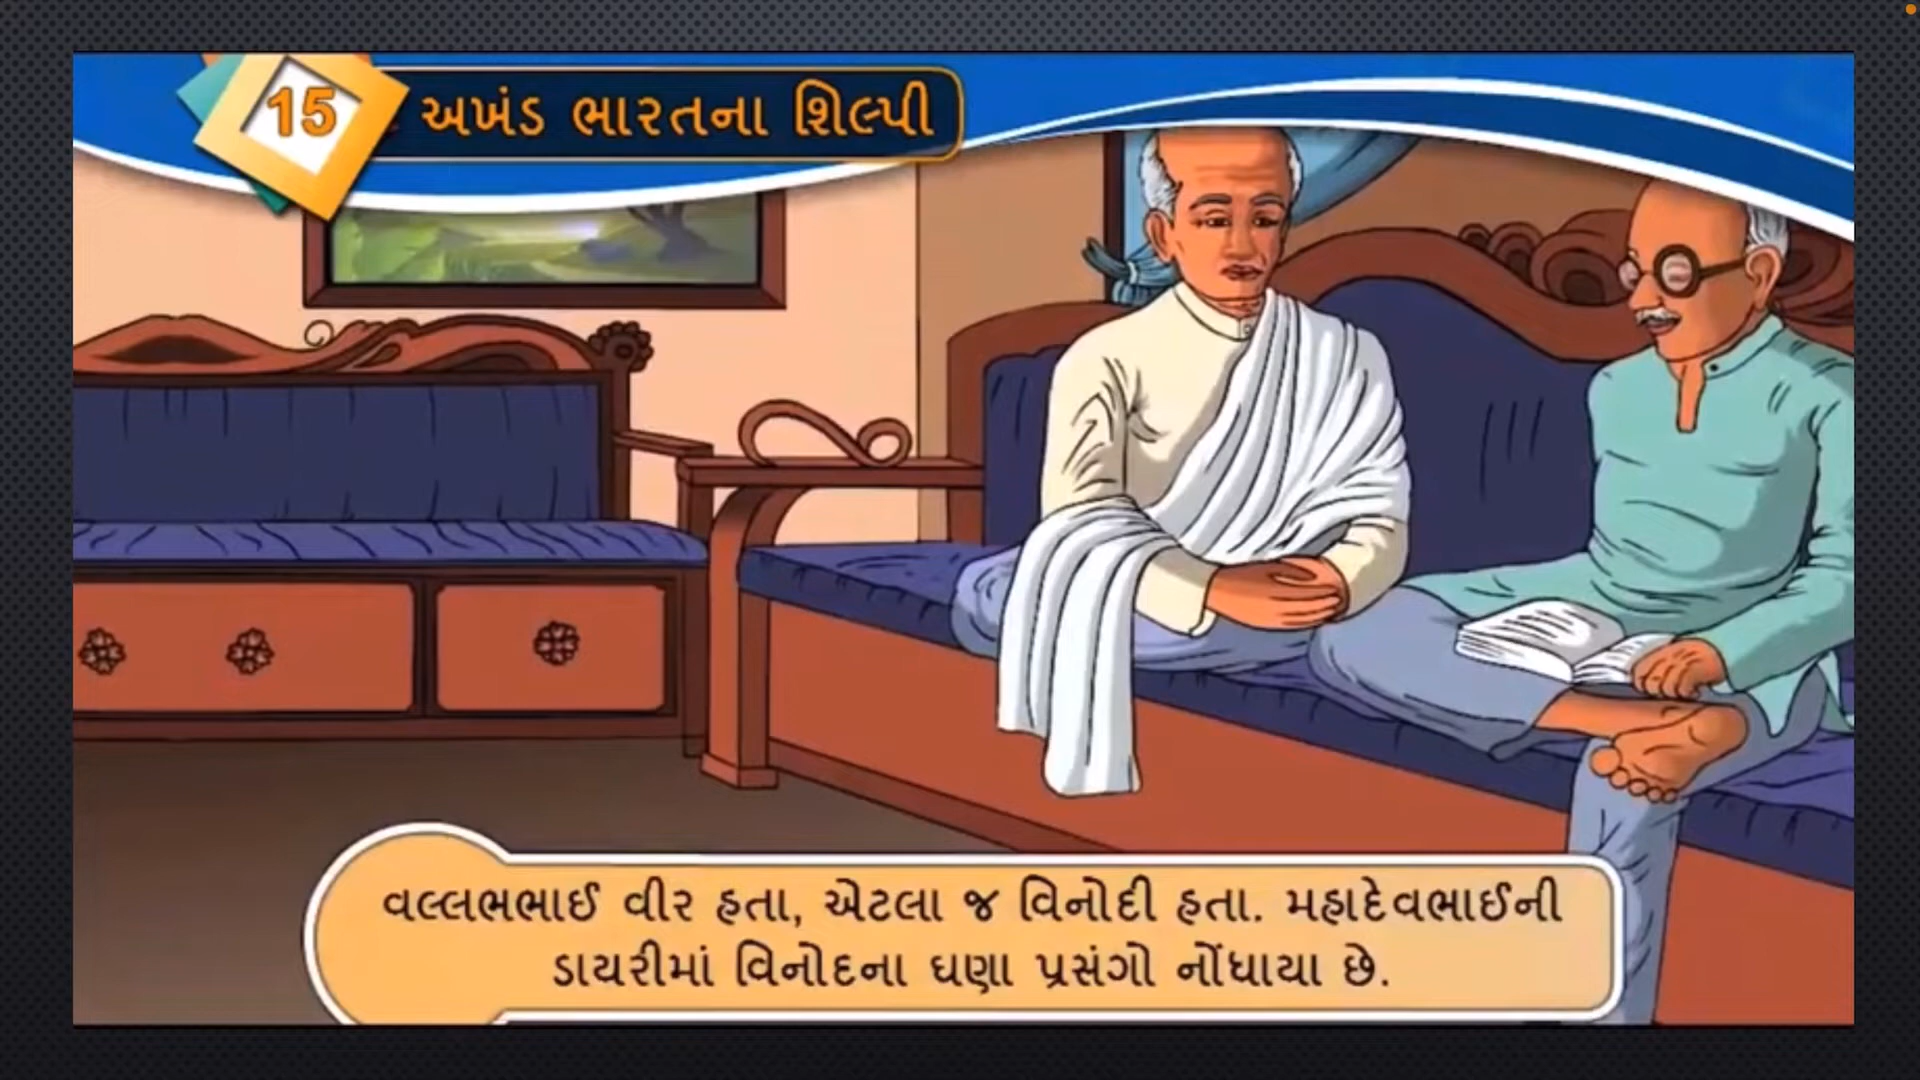 15 અખંડ ભારતના શિલ્પી
વલ્લભભાઈ વીર હતા, એટલા જ વિનોદી હતા. મહાદેવભાઈની
ડાયરીમાં વિનોદના ઘણા પ્રસંગો નોંધાયા છે.